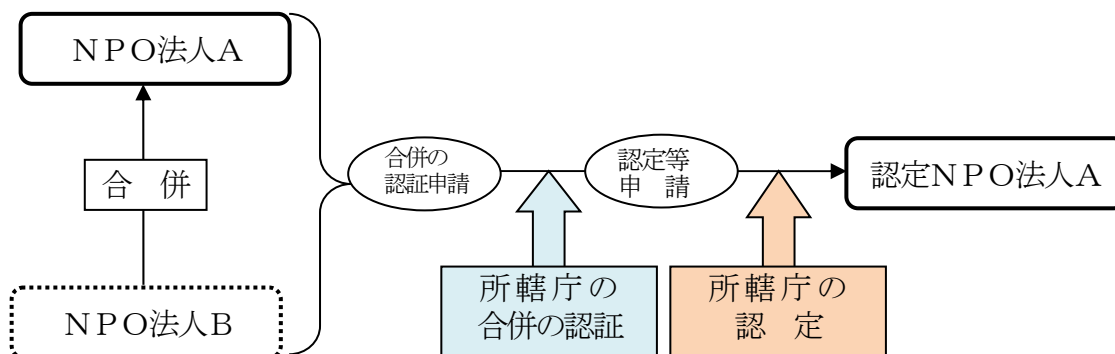 ＮＰＯ法人Ａ
合　併
ＮＰＯ法人Ｂ
合併の
認証申請
認定等
申　請
認定ＮＰＯ法人Ａ
所轄庁の
合併の認証
所轄庁の
認　定